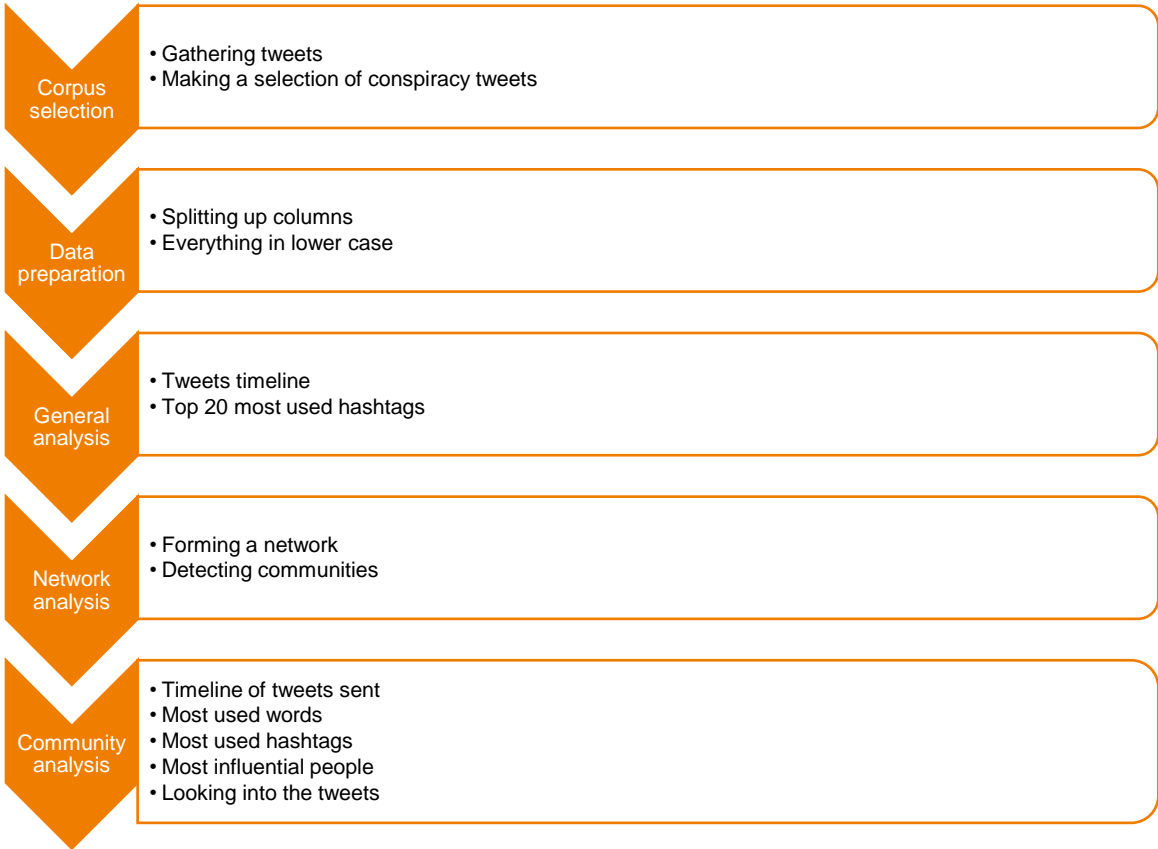 Corpus
selection
• Gathering tweets
• Making a selection of conspiracy tweets
Data
preparation
• Splitting up columns
• Everything in lower case
General
analysis
• Tweets timeline
• Top 20 most used hashtags
Network
analysis
• Forming a network
• Detecting communities
Community
analysis
• Timeline of tweets sent
• Most used words
• Most used hashtags
• Most influential people
• Looking into the tweets